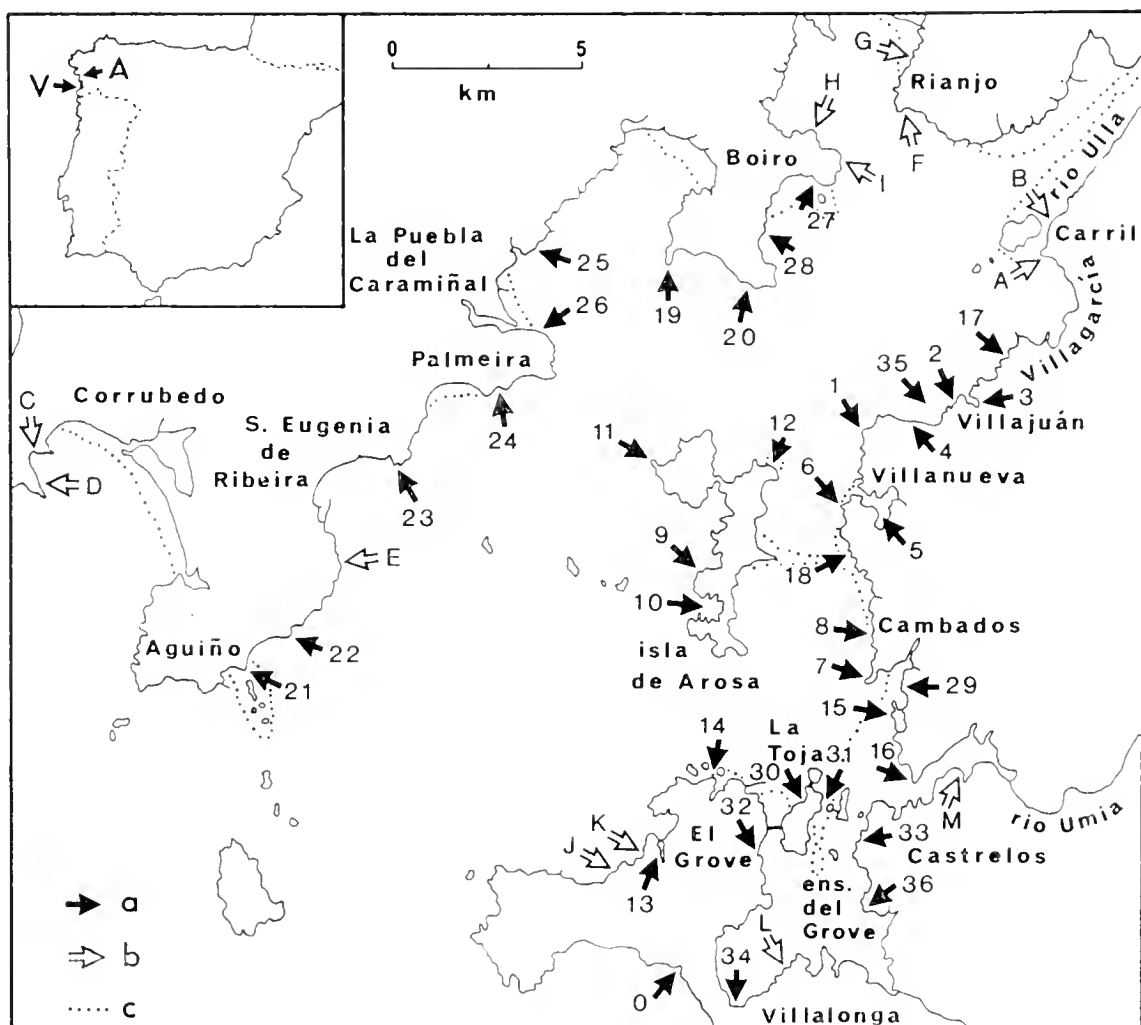 V
A
0 5
km
G
Rianjo
H
F
Boiro
I
B
rio Ulla
27
La Puebla
del
Caramiñal
25
28
Carril
A
26
19
20
17
Villagarcía
Palmeira
35
2
1
3
Villajuán
C
Corrubedo
24
4
12
11
S. Eugenia
de
Ribeira
6
Villanueva
D
23
5
9
18
E
10
8
Cambados
isla
de Arosa
7
Aguiño
22
29
21
15
La
Toja
14
30
31
16
32
M
rio Umia
K
J
El
Grove
33
Castrelos
13
ens.
del
Grove
36
a
b
L
34
0
c
Villalonga